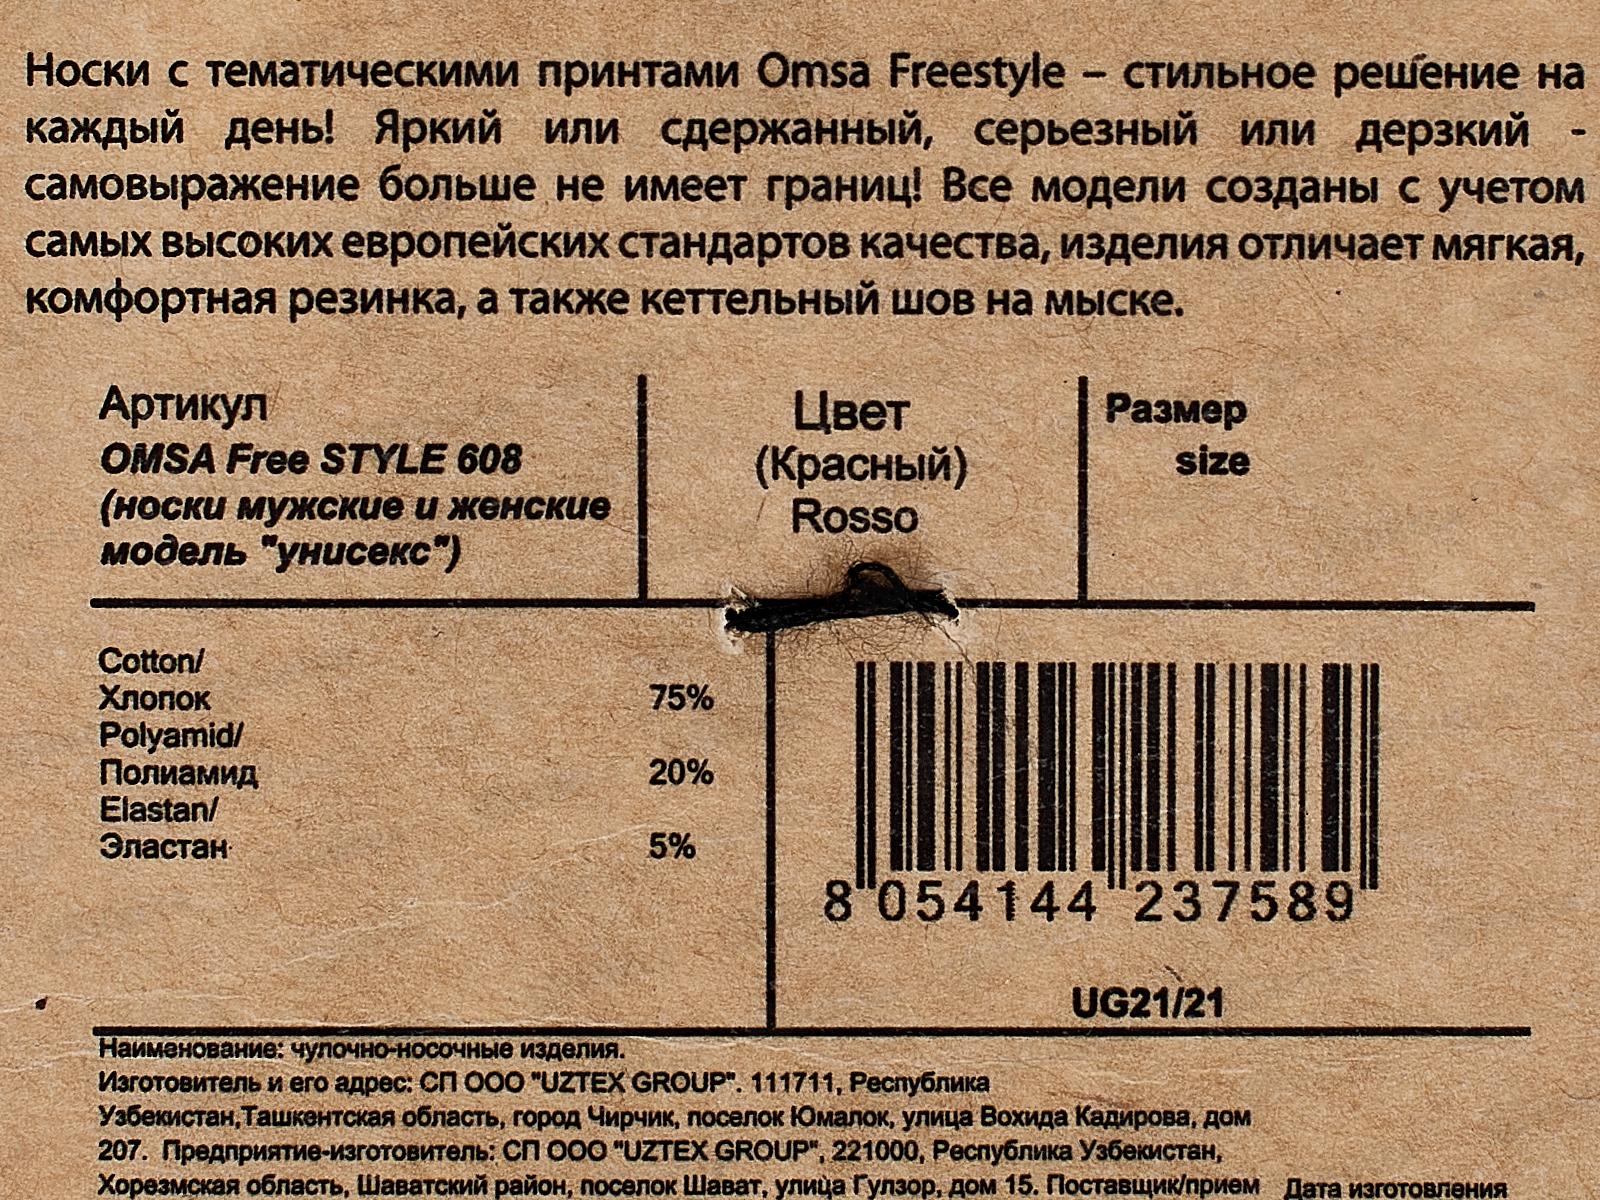 Носки с тематическими принтами Omsa Freestyle – стильное решение на
каждый день! Яркий или сдержанный, серьезный или дерзкий -
самовыражение больше не имеет границ! Все модели созданы с учетом
самых высоких европейских стандартов качества, изделия отличает мягкая,
комфортная резинка, а также кеттельный шов на мыске.
Артикул
OMSA Free STYLE 608
(носки мужские и женские
модель "унисекс")
Цвет
(Красный)
Rosso
Размер
size
Cotton/
Хлопок 75%
Polyamid/
Полиамид 20%
Elastan/
Эластан 5%
8 054144 237589
UG21/21
Наименование: чулочно-носочные изделия.
Изготовитель и его адрес: СП ООО "UZTEX GROUP". 111711, Республика
Узбекистан,Ташкентская область, город Чирчик, поселок Юмалок, улица Вохида Кадирова, дом
207. Предприятие-изготовитель: СП ООО "UZTEX GROUP", 221000, Республика Узбекистан,
Хорезмская область, Шаватский район, поселок Шават, улица Гулзор, дом 15. Поставщик/прием
Дата изготовления